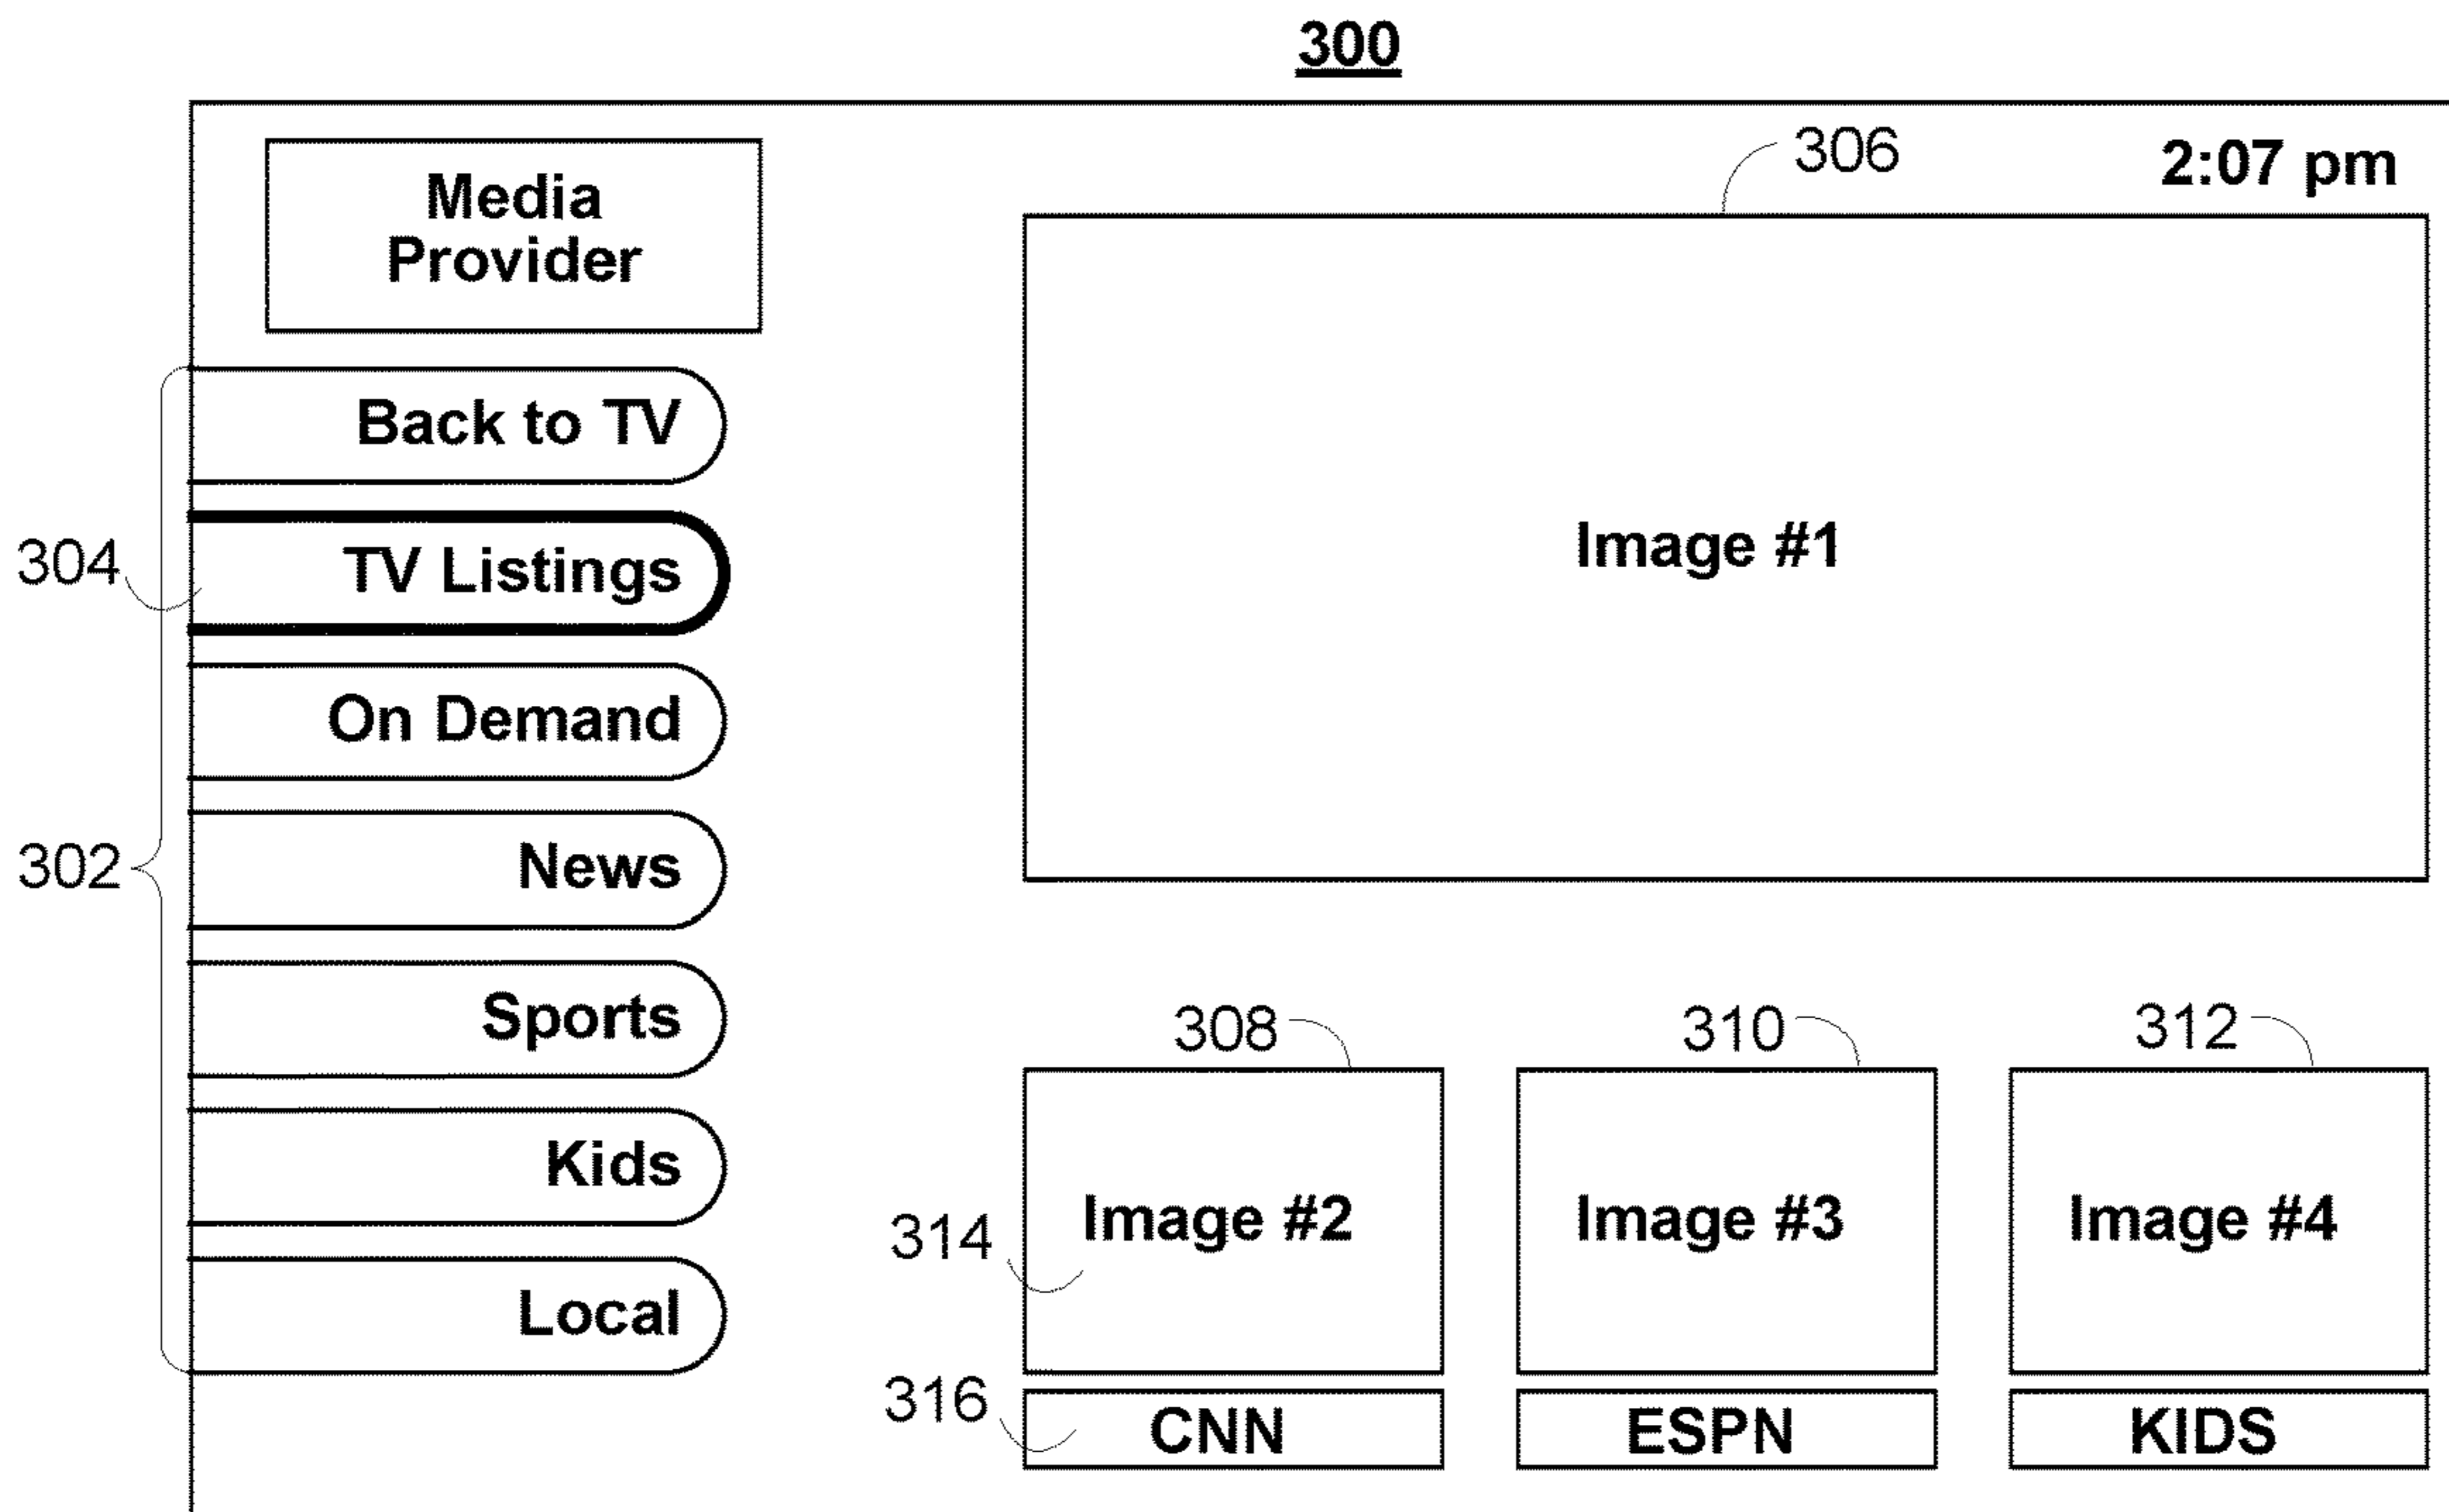 300
306
2:07 pm
Media
Provider
Back to TV
304
TV Listings
On Demand
302
News
Sports
Kids
Local
Image #1
308
310
312
314
Image #2
Image #3
Image #4
316
CNN
ESPN
KIDS